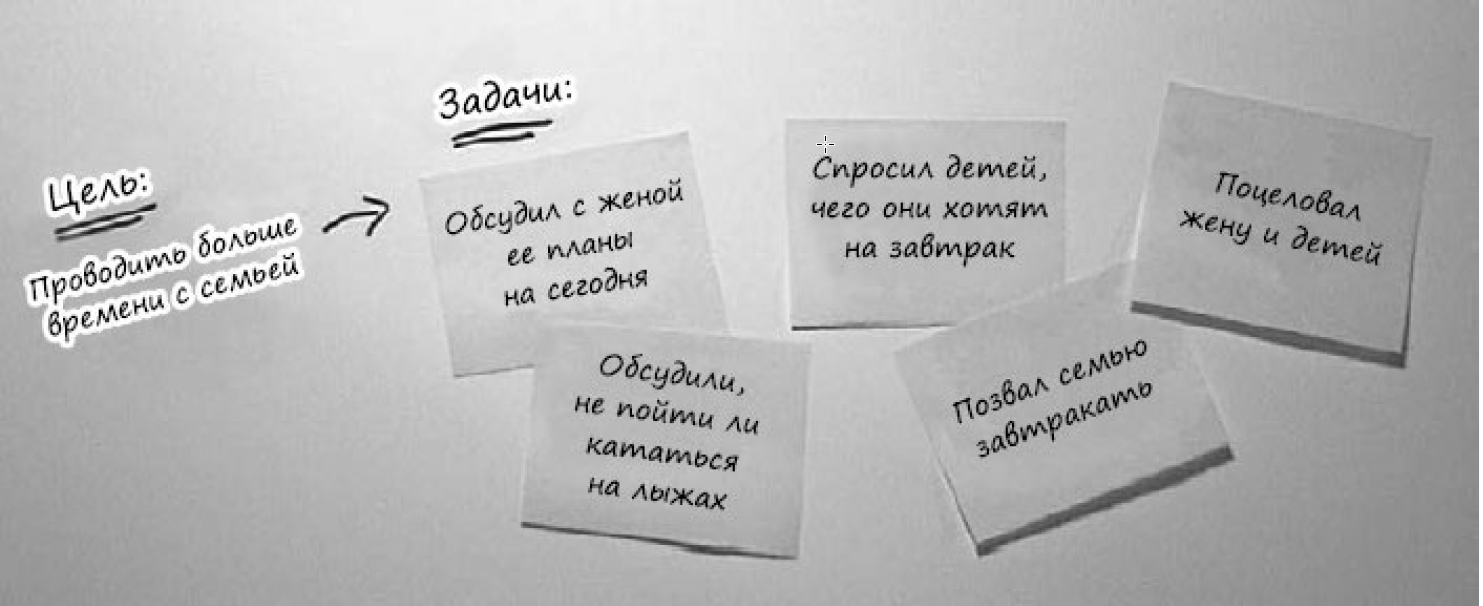 Цель:
Проводить больше
времени с семьей
Задачи:
Обсудил с женой
ее планы
на сегодня
Спросил детей,
чего они хотят
на завтрак
Поцеловал
жену и детей
Обсудили,
не пойти ли
кататься
на лыжах
Позвал семью
завтракать